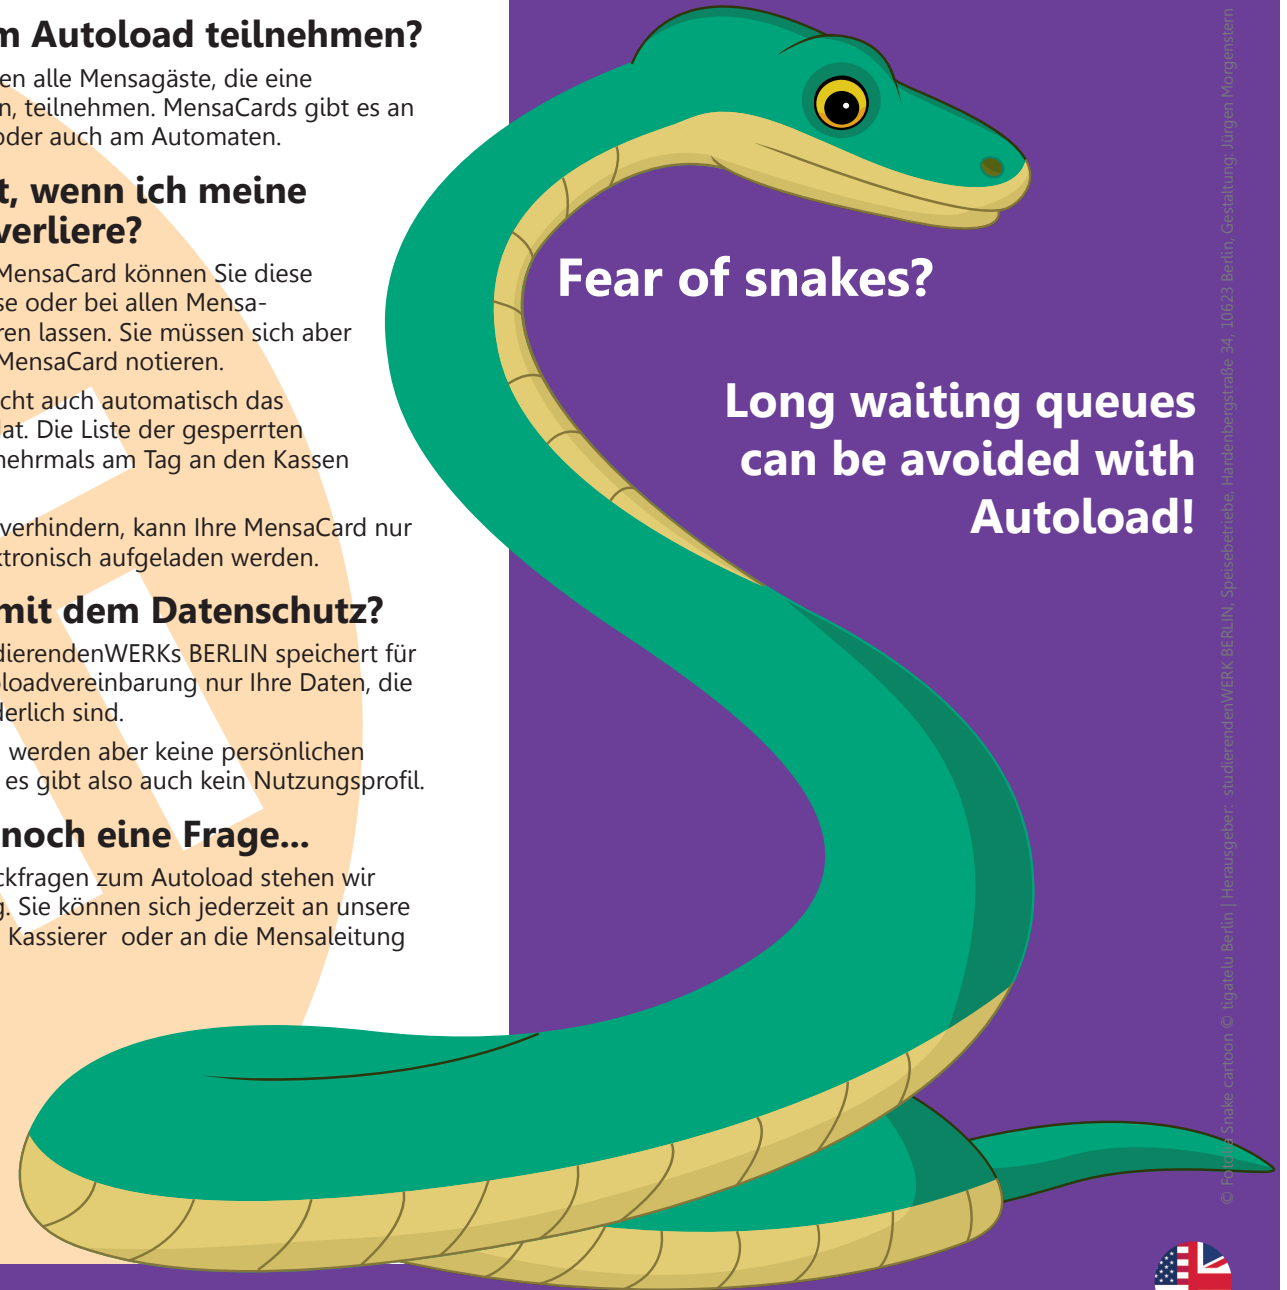 m Autoload teilnehmen?
en alle Mensagäste, die eine
n, teilnehmen. MensaCards gibt es an
oder auch am Automaten.
t, wenn ich meine
verliere?
MensaCard können Sie diese
se oder bei allen Mensa-
ren lassen. Sie müssen sich aber
MensaCard notieren.
cht auch automatisch das
lat. Die Liste der gesperrten
mehrmals am Tag an den Kassen
verhindern, kann Ihre MensaCard nur
ktronisch aufgeladen werden.
mit dem Datenschutz?
dierendenWERKs BERLIN speichert für
oloadvereinbarung nur Ihre Daten, die
derlich sind.
werden aber keine persönlichen
es gibt also auch kein Nutzungsprofil.
noch eine Frage...
ckfragen zum Autoload stehen wir
g. Sie können sich jederzeit an unsere
Kassierer oder an die Mensaleitung
Fear of snakes?
Long waiting queues
can be avoided with
Autoload!
© Fotolia Snake cartoon © tigatelu Berlin | Herausgeber: studierendenWERK BERLIN, Speisebetriebe, Hardenbergstraße 34, 10623 Berlin, Gestaltung: Jürgen Morgenstern